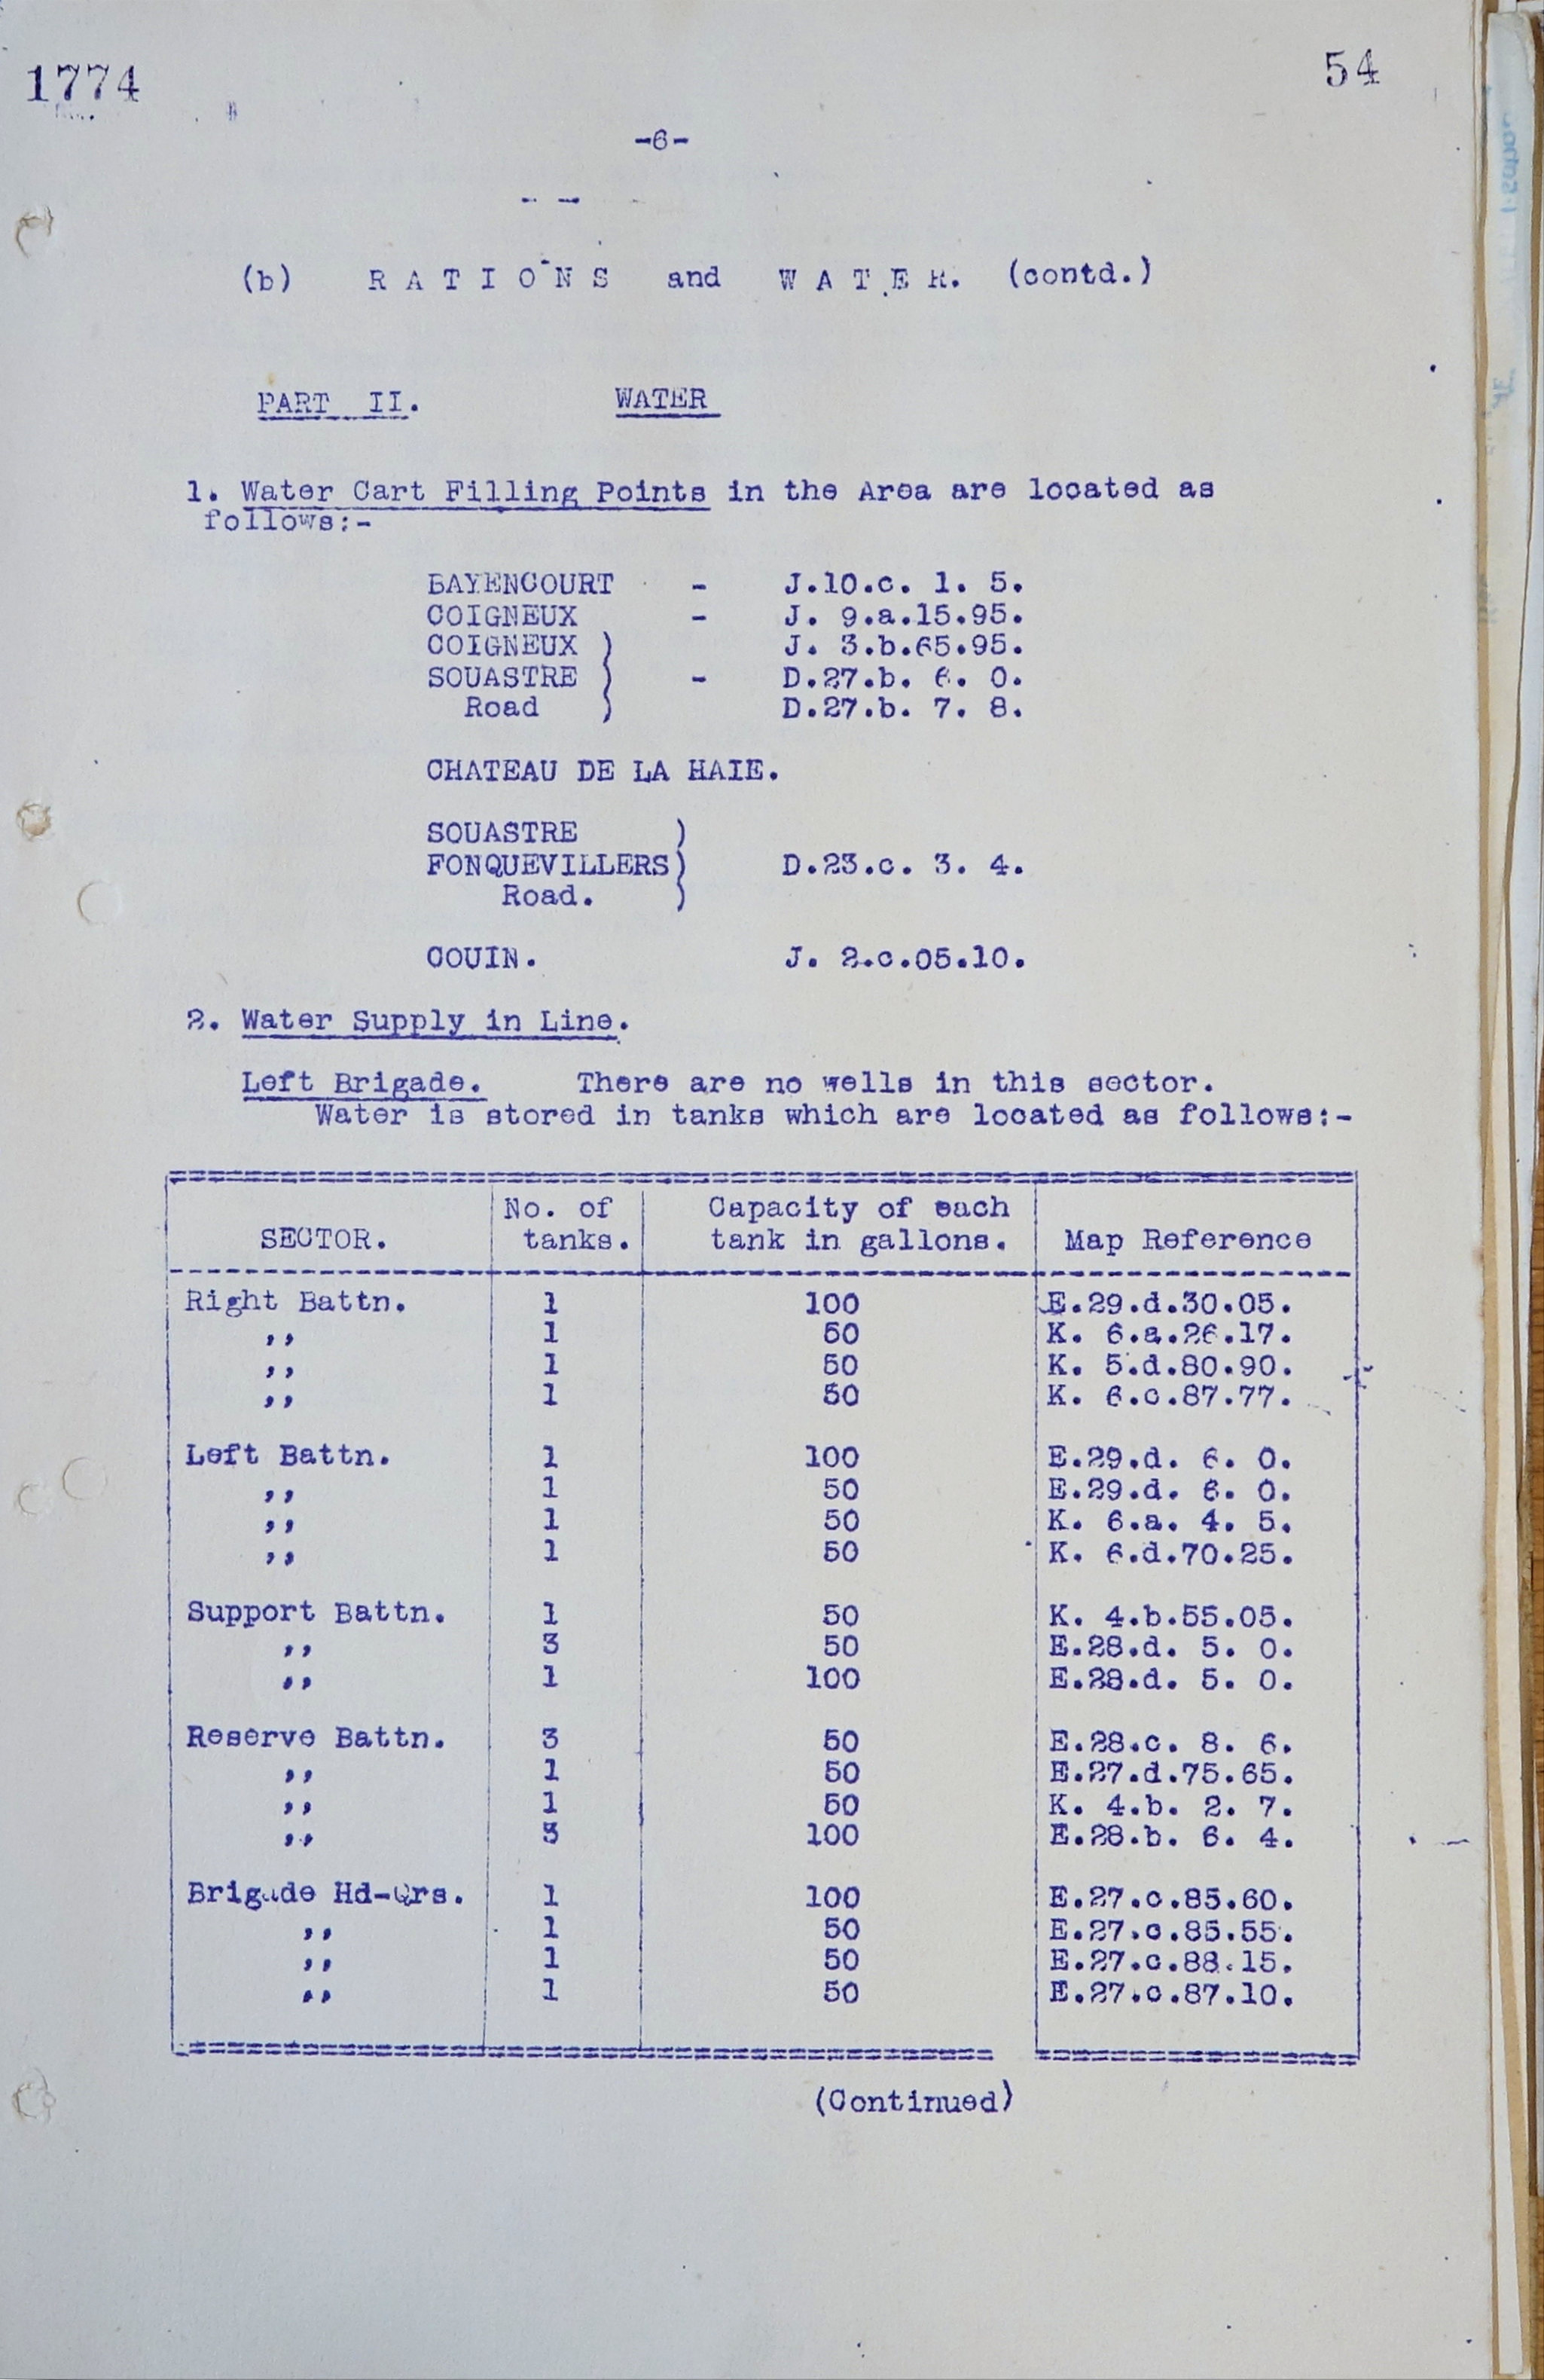 1774
54
-6-
(b) R A T I O N S and W A T E R. (contd.)
PART II. WATER
1. Water Cart Filling Points in the Area are located as
follows:-
BAYENCOURT - J.10.c. 1. 5.
COIGNEUX - J. 9.a.15.95.
COIGNEUX ) J. 3.b.65.95.
SOUASTRE ) - D.27.b. 6. 0.
Road ) D.27.b. 7. 8.
CHATEAU DE LA HAIE.
SOUASTRE )
FONQUEVILLERS) D.23.c. 3. 4.
Road. )
COUIN. J. 2.c.05.10.
2. Water Supply in Line.
Left Brigade. There are no wells in this sector.
Water is stored in tanks which are located as follows:-
SECTOR. No. of tanks. Capacity of each tank in gallons. Map Reference
Right Battn. 1 100 E.29.d.30.05.
,, 1 50 K. 6.a.26.17.
,, 1 50 K. 5.d.80.90.
,, 1 50 K. 6.c.87.77.
Left Battn. 1 100 E.29.d. 6. 0.
,, 1 50 E.29.d. 6. 0.
,, 1 50 K. 6.a. 4. 5.
,, 1 50 K. 6.d.70.25.
Support Battn. 1 50 K. 4.b.55.05.
,, 3 50 E.28.d. 5. 0.
,, 1 100 E.28.d. 5. 0.
Reserve Battn. 3 50 E.28.c. 8. 6.
,, 1 50 E.27.d.75.65.
,, 1 50 K. 4.b. 2. 7.
,, 3 100 E.28.b. 6. 4.
Brigade Hd-Qrs. 1 100 E.27.c.85.60.
,, 1 50 E.27.c.85.55.
,, 1 50 E.27.c.88.15.
,, 1 50 E.27.c.87.10.
(Continued)